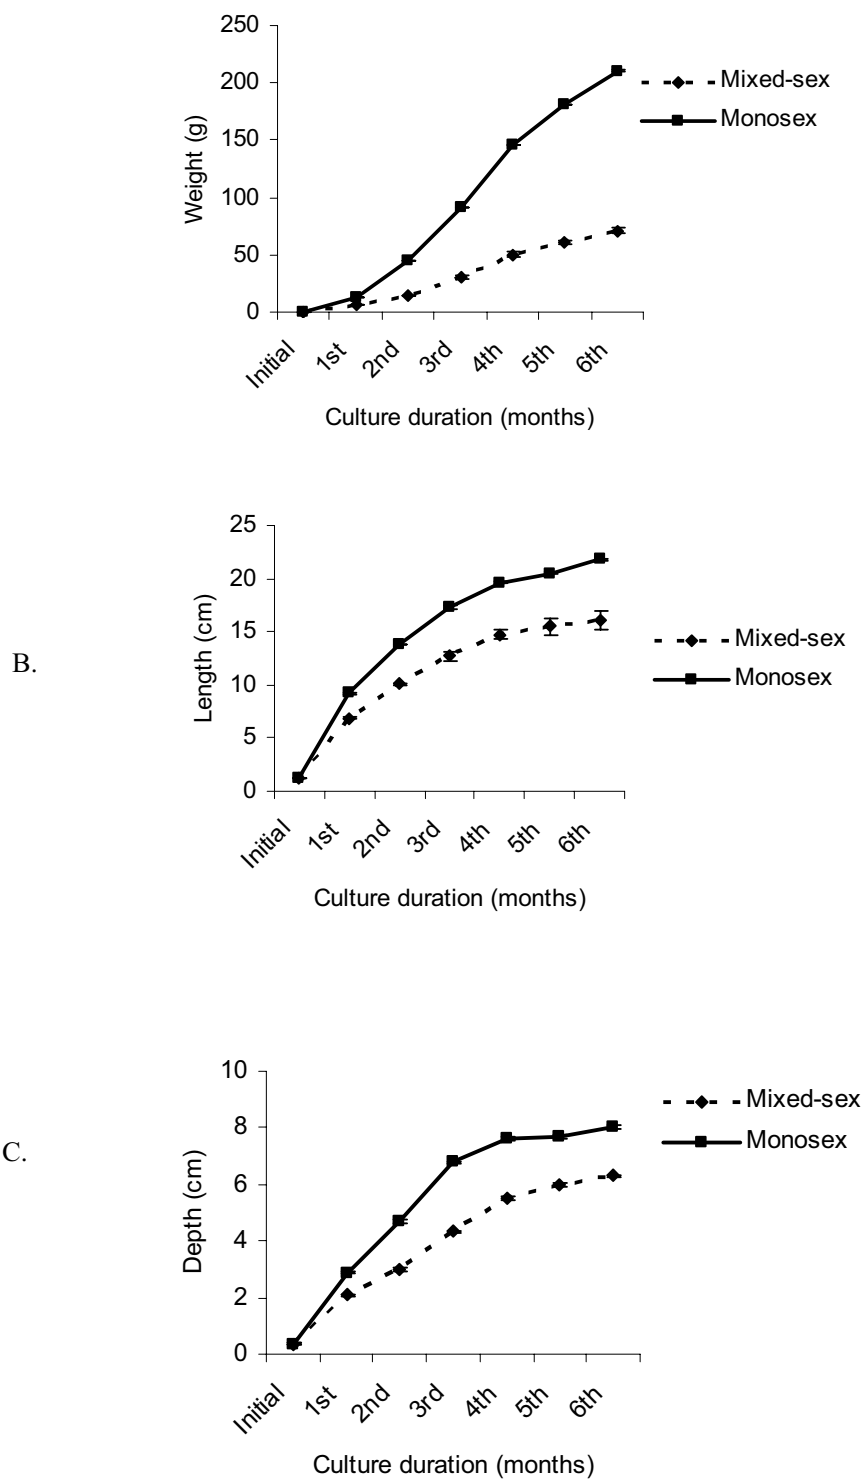 250
200
150
100
50
0
Weight (g)
Initial
1st
2nd
3rd
4th
5th
6th
Culture duration (months)
Mixed-sex
Monosex
B.
25
20
15
10
5
0
Length (cm)
Initial
1st
2nd
3rd
4th
5th
6th
Culture duration (months)
Mixed-sex
Monosex
C.
10
8
6
4
2
0
Depth (cm)
Initial
1st
2nd
3rd
4th
5th
6th
Culture duration (months)
Mixed-sex
Monosex